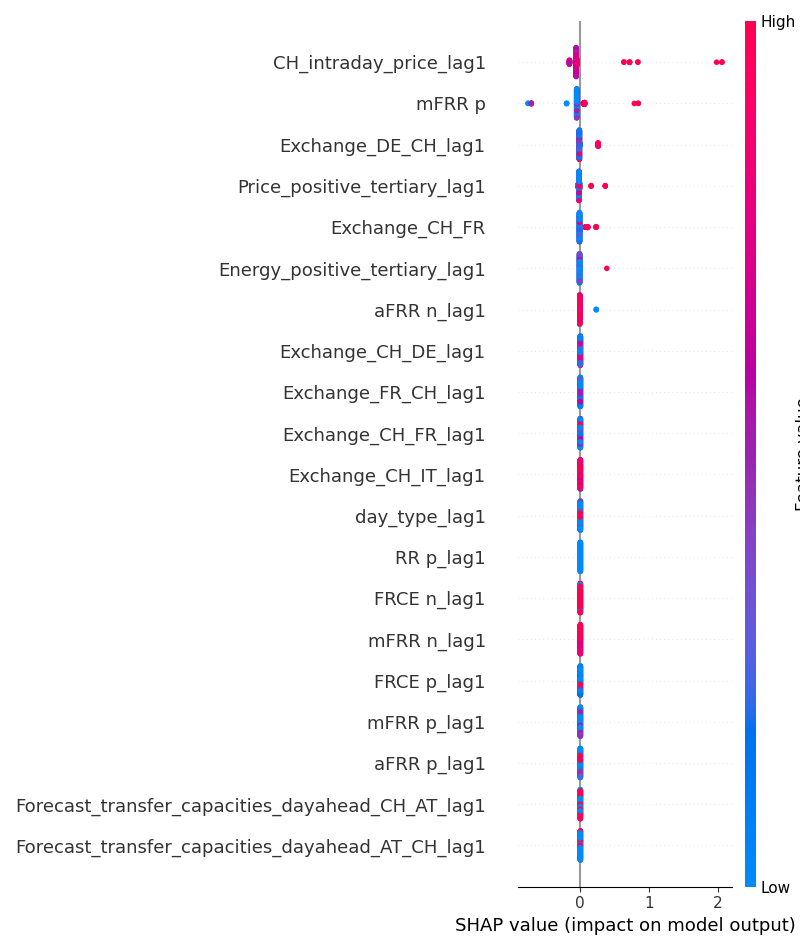 High
CH_intraday_price_lag1
mFRR p
Exchange_DE_CH_lag1
Price_positive_tertiary_lag1
Exchange_CH_FR
Energy_positive_tertiary_lag1
aFRR n_lag1
Exchange_CH_DE_lag1
Exchange_FR_CH_lag1
Exchange_CH_FR_lag1
Exchange_CH_IT_lag1
day_type_lag1
RR p_lag1
FRCE n_lag1
mFRR n_lag1
FRCE p_lag1
mFRR p_lag1
aFRR p_lag1
Forecast_transfer_capacities_dayahead_CH_AT_lag1
Forecast_transfer_capacities_dayahead_AT_CH_lag1
Low
0 1 2
SHAP value (impact on model output)